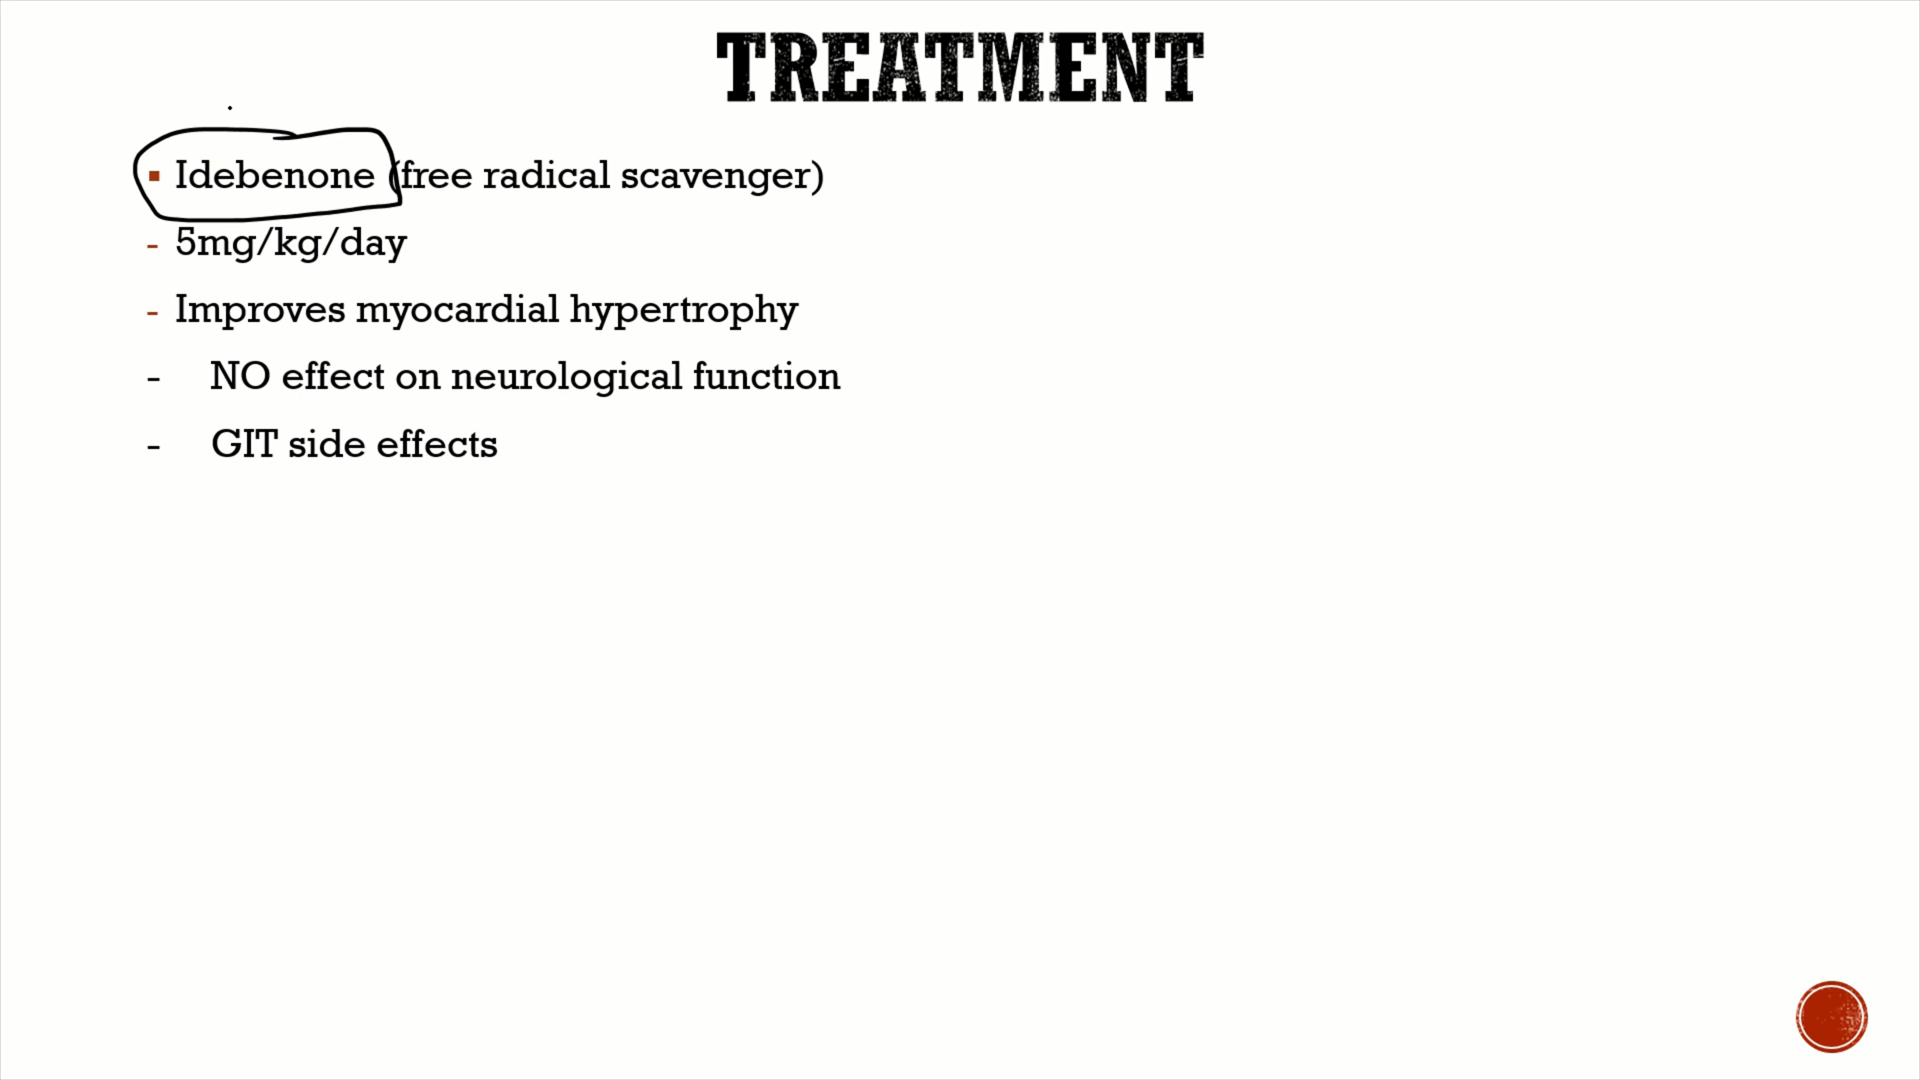 TREATMENT
▪ Idebenone (free radical scavenger)
- 5mg/kg/day
- Improves myocardial hypertrophy
- NO effect on neurological function
- GIT side effects